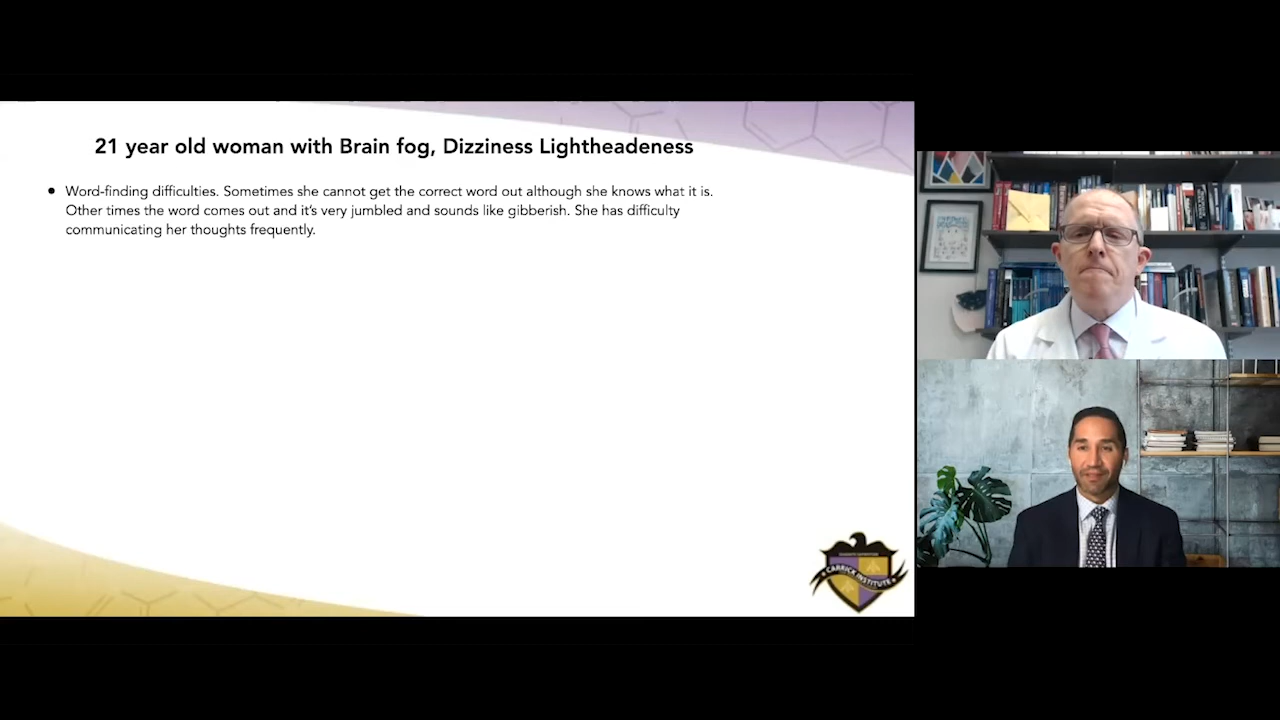 21 year old woman with Brain fog, Dizziness Lightheadeness
• Word-finding difficulties. Sometimes she cannot get the correct word out although she knows what it is.
Other times the word comes out and it's very jumbled and sounds like gibberish. She has difficulty
communicating her thoughts frequently.
CARRICK INSTITUTE